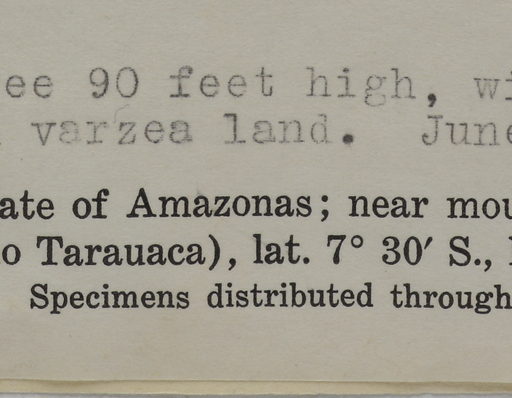 ee 90 feet high, wi
varzea land. June
ate of Amazonas; near mou
o Tarauaca), lat. 7° 30′ S.,
Specimens distributed through